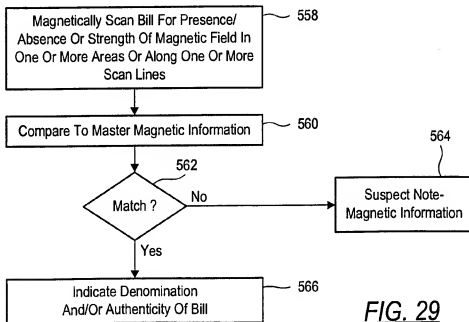 Magnetically Scan Bill For Presence/
Absence Or Strength Of Magnetic Field In
One Or More Areas Or Along One Or More
Scan Lines
558
Compare To Master Magnetic Information
560
562
564
Match ?
No
Suspect Note-
Magnetic Information
Yes
Indicate Denomination
And/Or Authenticity Of Bill
566
FIG. 29